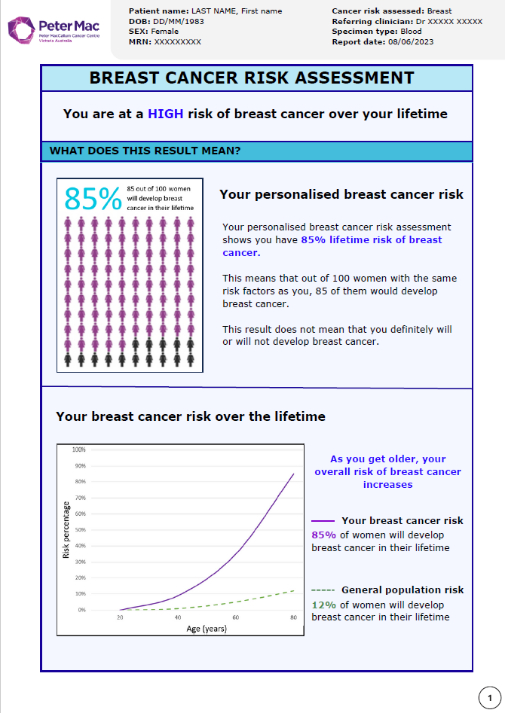 Peter Mac
Peter MacCallum Cancer Centre
Victoria Australia
Patient name: LAST NAME, First name
DOB: DD/MM/1983
SEX: Female
MRN: XXXXXXXXX
Cancer risk assessed: Breast
Referring clinician: Dr XXXXX XXXXX
Specimen type: Blood
Report date: 08/06/2023
BREAST CANCER RISK ASSESSMENT
You are at a HIGH risk of breast cancer over your lifetime
WHAT DOES THIS RESULT MEAN?
85%
85 out of 100 women
will develop breast
cancer in their lifetime
Your personalised breast cancer risk
Your personalised breast cancer risk assessment
shows you have 85% lifetime risk of breast
cancer.
This means that out of 100 women with the same
risk factors as you, 85 of them would develop
breast cancer.
This result does not mean that you definitely will
or will not develop breast cancer.
Your breast cancer risk over the lifetime
100%
90%
80%
70%
60%
50%
40%
30%
20%
10%
0%
Risk percentage
20
40
60
80
Age (years)
As you get older, your
overall risk of breast cancer
increases
Your breast cancer risk
85% of women will develop
breast cancer in their lifetime
General population risk
12% of women will develop
breast cancer in their lifetime
1